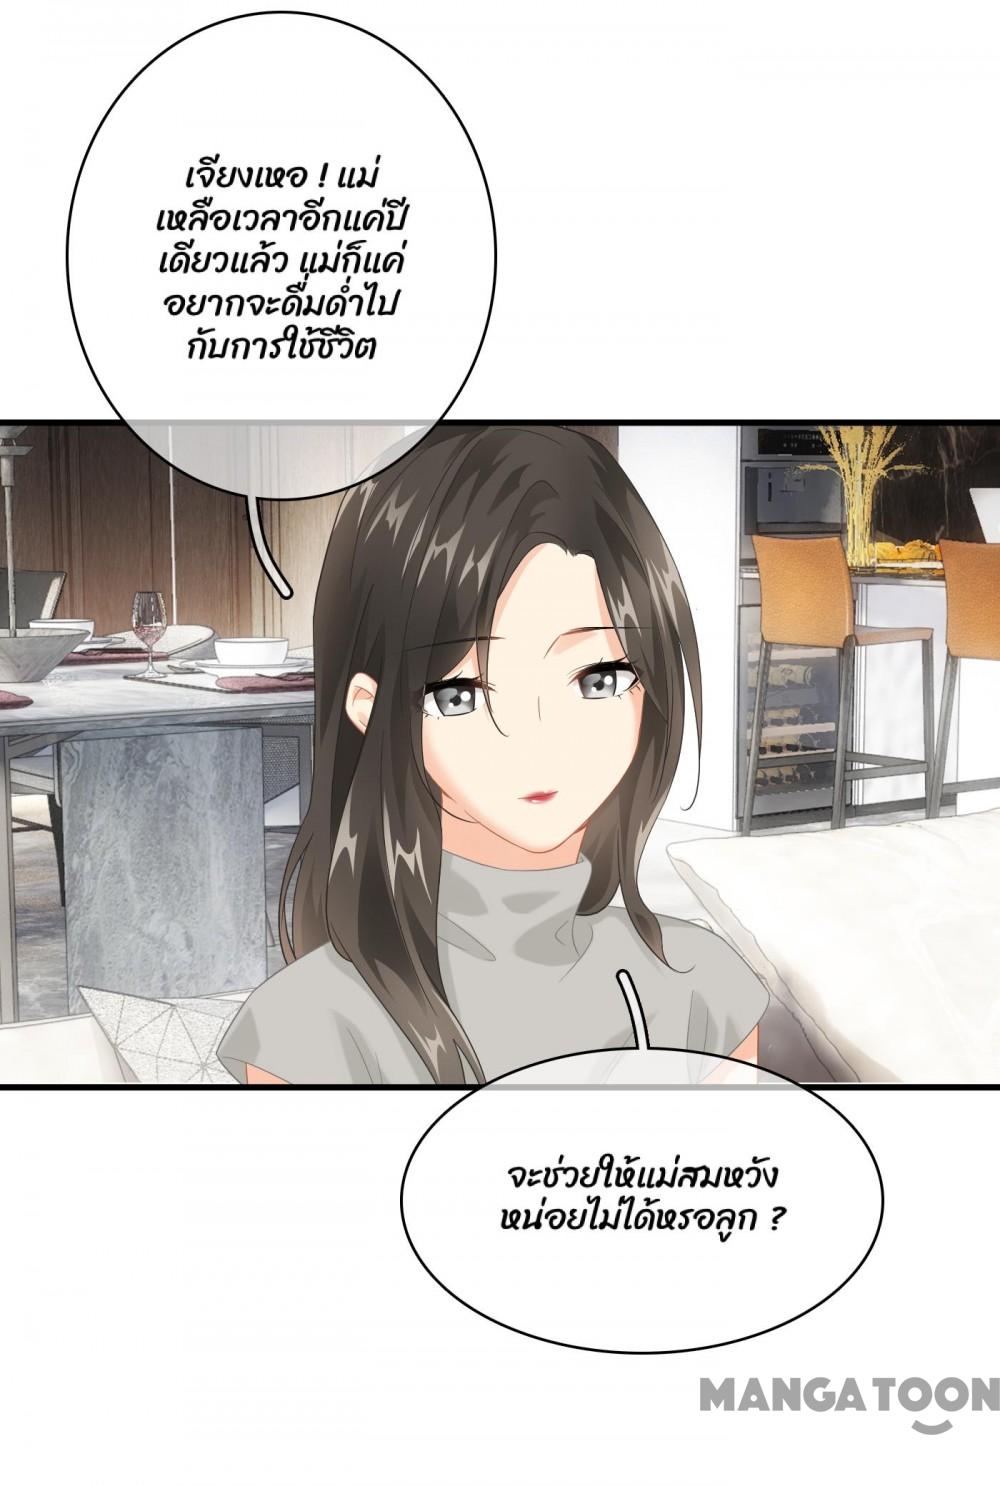 เจียงเหอ ! แม่
เหลือเวลาอีกแค่ปี
เดียวแล้ว แม่ก็แค่
อยากจะดื่มด่ำไป
กับการใช้ชีวิต
จะช่วยให้แม่สมหวัง
หน่อยไม่ได้หรอลูก ?
MANGATOON